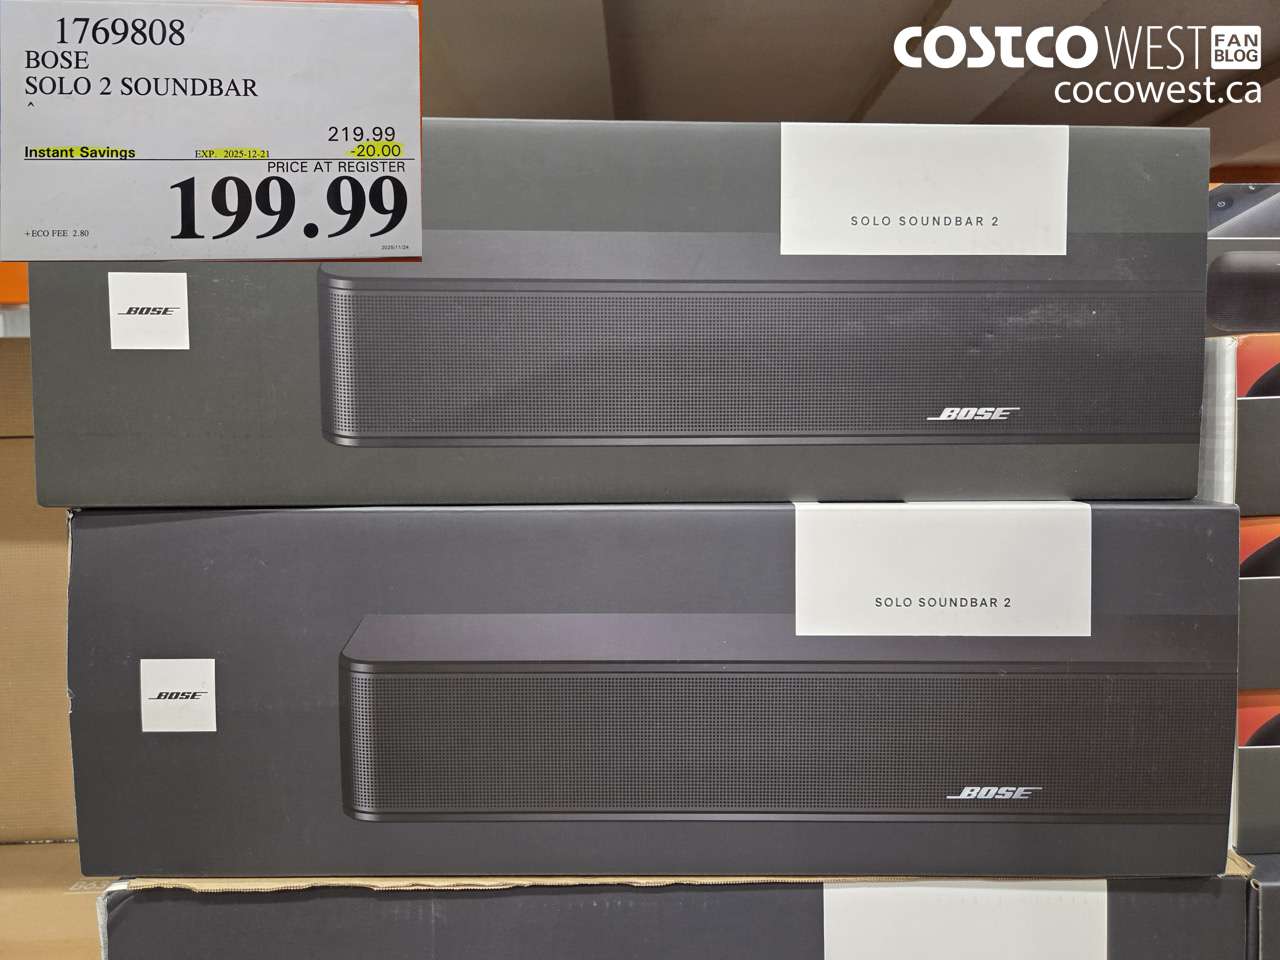 1769808
BOSE
SOLO 2 SOUNDBAR
^
219.99
Instant Savings EXP. 2025-12-21 -20.00
PRICE AT REGISTER
199.99
+ECO FEE 2.80
2025/11/24
COSTCO WEST FAN BLOG
cocowest.ca
SOLO SOUNDBAR 2
BOSE
BOSE
SOLO SOUNDBAR 2
BOSE
BOSE